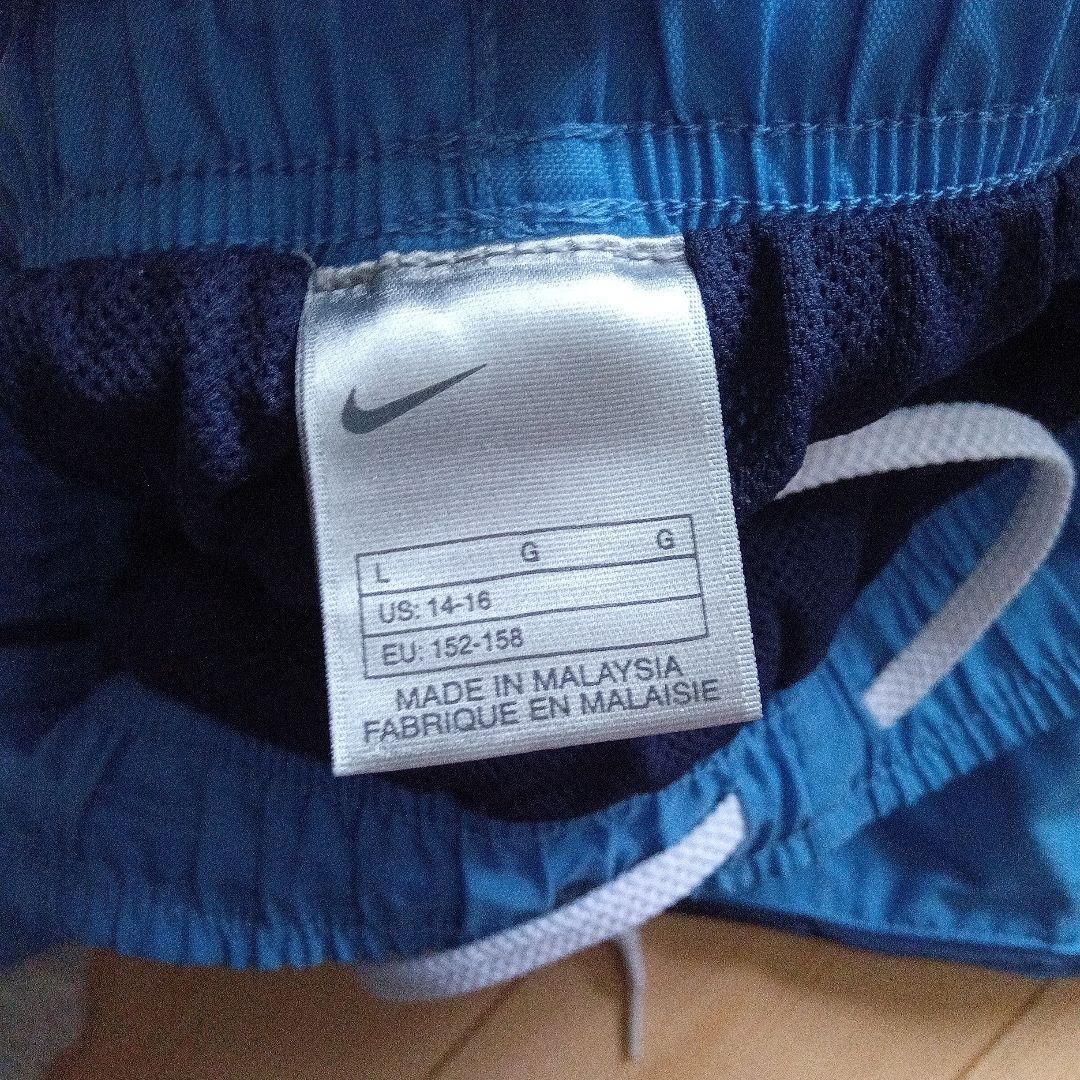 L G G
US: 14-16
EU: 152-158
MADE IN MALAYSIA
FABRIQUE EN MALAISIE